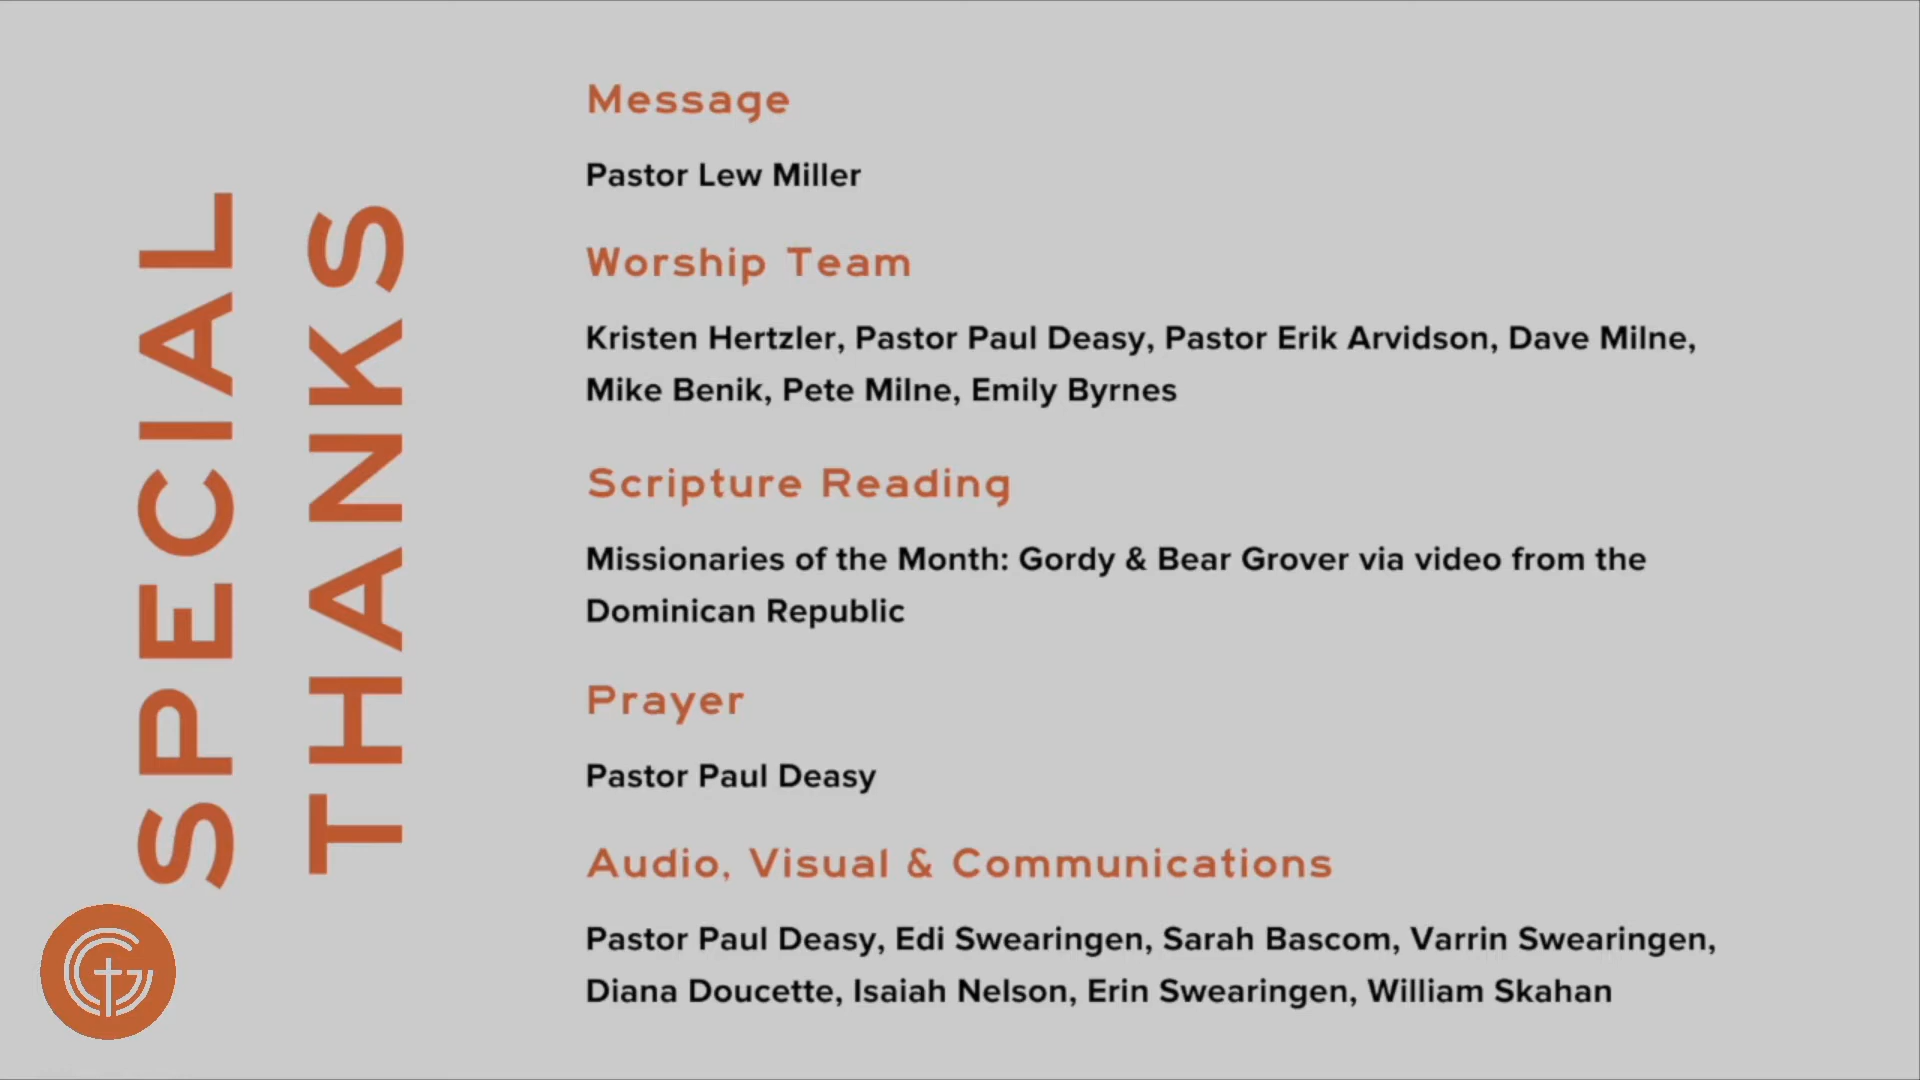 SPECIAL
THANKS
Message
Pastor Lew Miller
Worship Team
Kristen Hertzler, Pastor Paul Deasy, Pastor Erik Arvidson, Dave Milne,
Mike Benik, Pete Milne, Emily Byrnes
Scripture Reading
Missionaries of the Month: Gordy & Bear Grover via video from the
Dominican Republic
Prayer
Pastor Paul Deasy
Audio, Visual & Communications
Pastor Paul Deasy, Edi Swearingen, Sarah Bascom, Varrin Swearingen,
Diana Doucette, Isaiah Nelson, Erin Swearingen, William Skahan